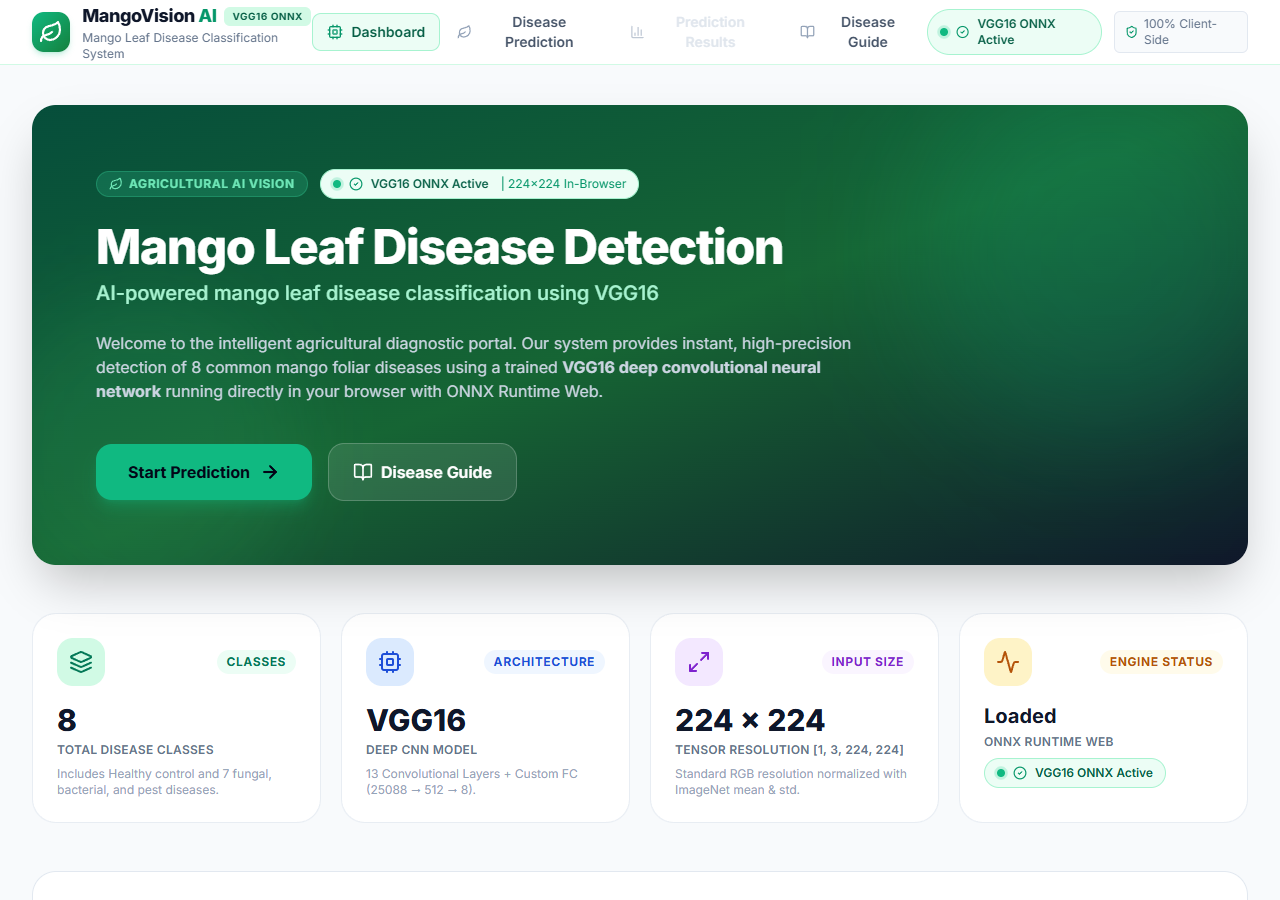 MangoVision AI VGG16 ONNX
Mango Leaf Disease Classification
System
Dashboard
Disease
Prediction
Prediction
Results
Disease
Guide
VGG16 ONNX
Active
100% Client-
Side
AGRICULTURAL AI VISION
VGG16 ONNX Active | 224×224 In-Browser
Mango Leaf Disease Detection
AI-powered mango leaf disease classification using VGG16
Welcome to the intelligent agricultural diagnostic portal. Our system provides instant, high-precision
detection of 8 common mango foliar diseases using a trained VGG16 deep convolutional neural
network running directly in your browser with ONNX Runtime Web.
Start Prediction
Disease Guide
CLASSES
8
TOTAL DISEASE CLASSES
Includes Healthy control and 7 fungal,
bacterial, and pest diseases.
ARCHITECTURE
VGG16
DEEP CNN MODEL
13 Convolutional Layers + Custom FC
(25088 → 512 → 8).
INPUT SIZE
224 × 224
TENSOR RESOLUTION [1, 3, 224, 224]
Standard RGB resolution normalized with
ImageNet mean & std.
ENGINE STATUS
Loaded
ONNX RUNTIME WEB
VGG16 ONNX Active